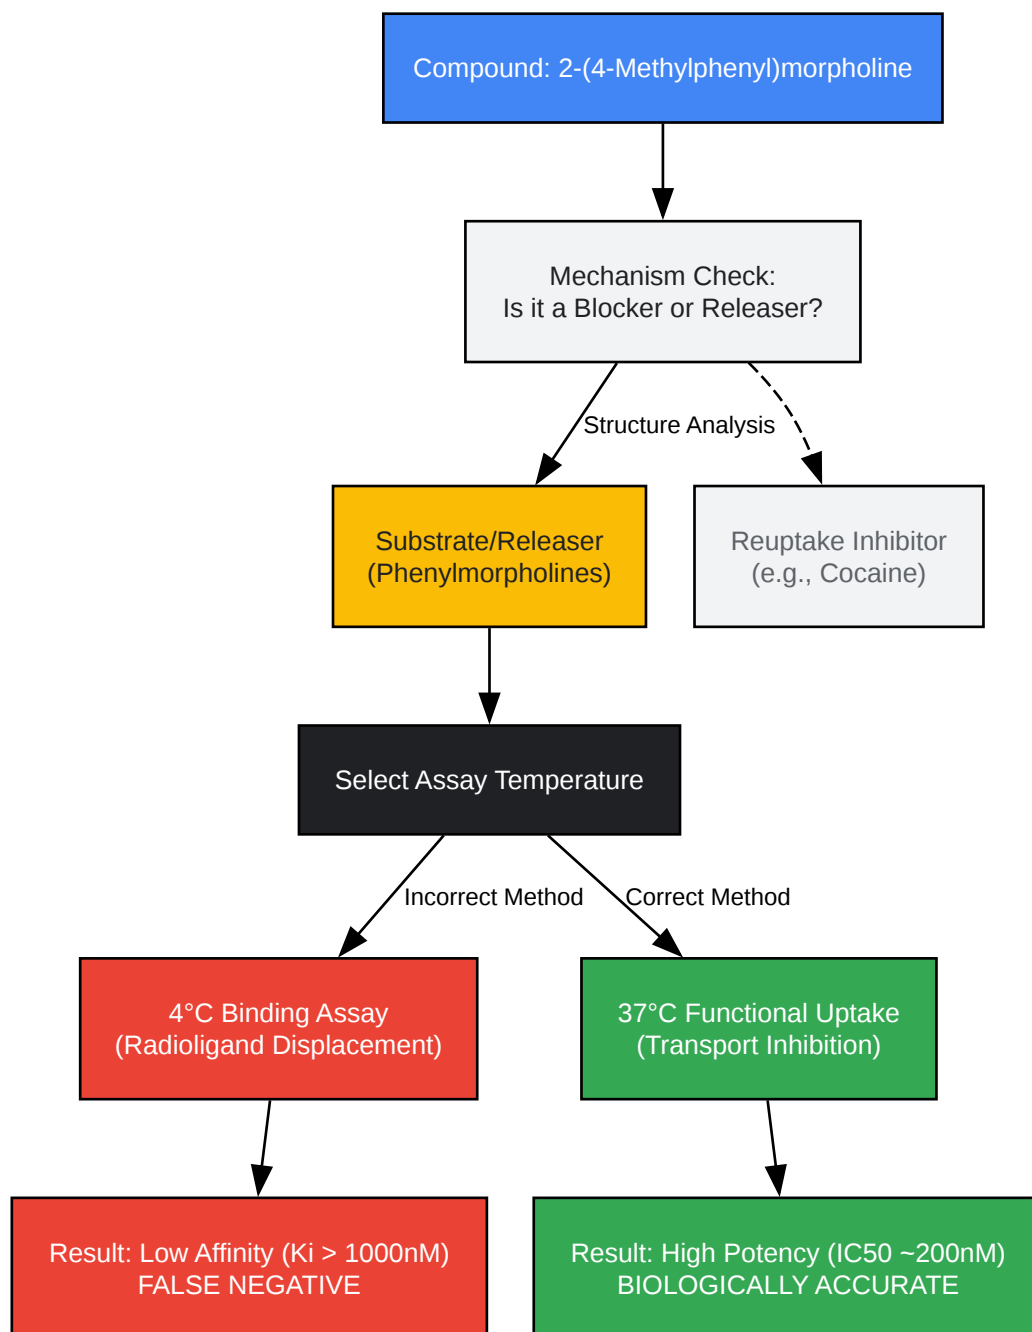 Compound: 2-(4-Methylphenyl)morpholine
Mechanism Check:
Is it a Blocker or Releaser?
Structure Analysis
Substrate/Releaser
(Phenylmorpholines)
Reuptake Inhibitor
(e.g., Cocaine)
Select Assay Temperature
Incorrect Method
Correct Method
4°C Binding Assay
(Radioligand Displacement)
37°C Functional Uptake
(Transport Inhibition)
Result: Low Affinity (Ki > 1000nM)
FALSE NEGATIVE
Result: High Potency (IC50 ~200nM)
BIOLOGICALLY ACCURATE